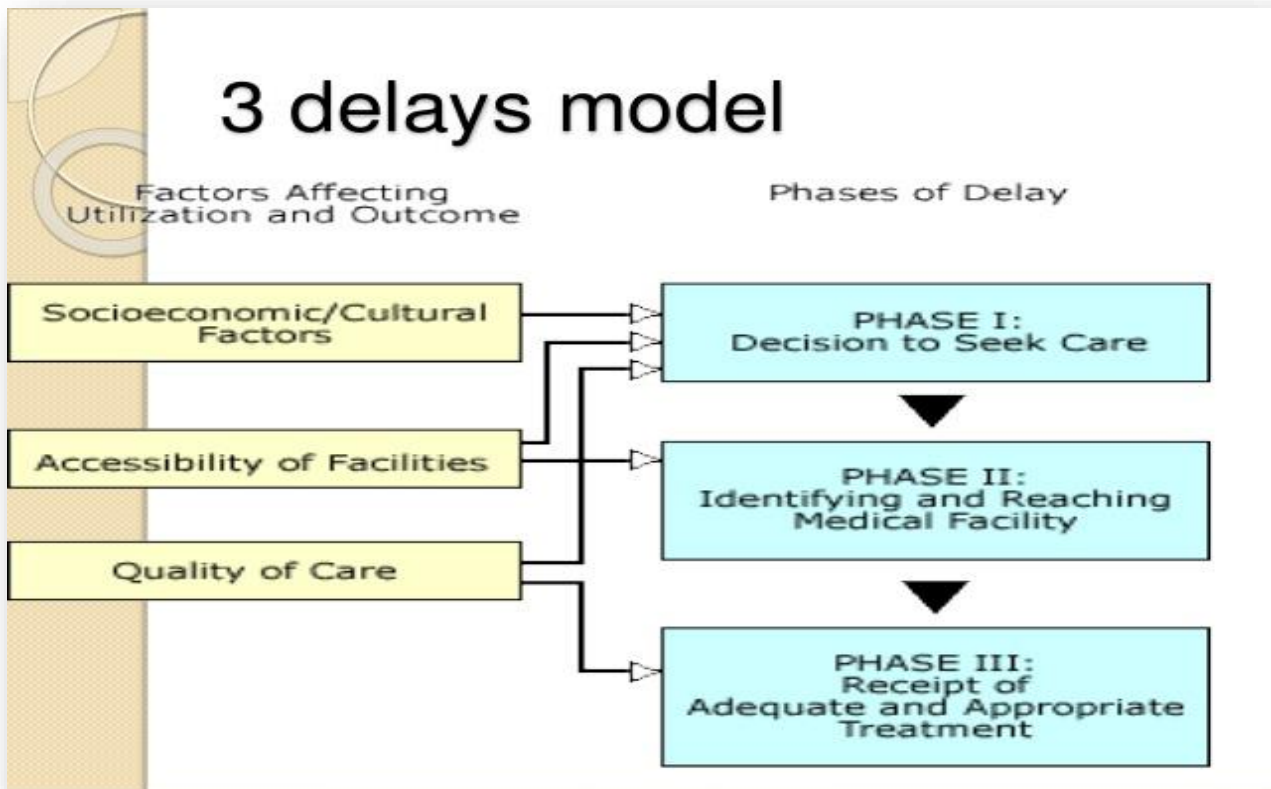 3 delays model
Factors Affecting
Utilization and Outcome
Phases of Delay
Socioeconomic/Cultural
Factors
Accessibility of Facilities
Quality of Care
PHASE I:
Decision to Seek Care
PHASE II:
Identifying and Reaching
Medical Facility
PHASE III:
Receipt of
Adequate and Appropriate
Treatment